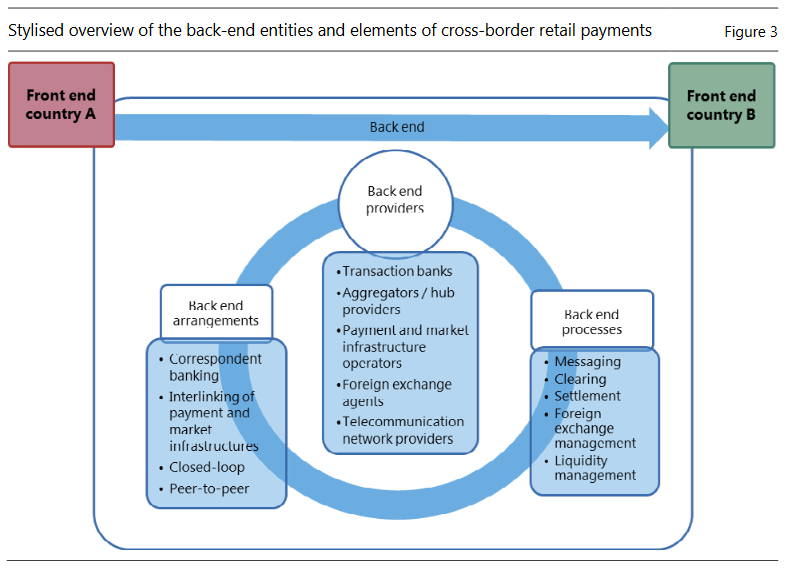 Stylised overview of the back-end entities and elements of cross-border retail payments
Figure 3
Front end
country A
Front end
country B
Back end
Back end
providers
•Transaction banks
•Aggregators / hub
providers
•Payment and market
infrastructure
operators
•Foreign exchange
agents
•Telecommunication
network providers
Back end
arrangements
• Correspondent
banking
• Interlinking of
payment and
market
infrastructures
• Closed-loop
• Peer-to-peer
Back end
processes
• Messaging
• Clearing
• Settlement
• Foreign
exchange
management
• Liquidity
management